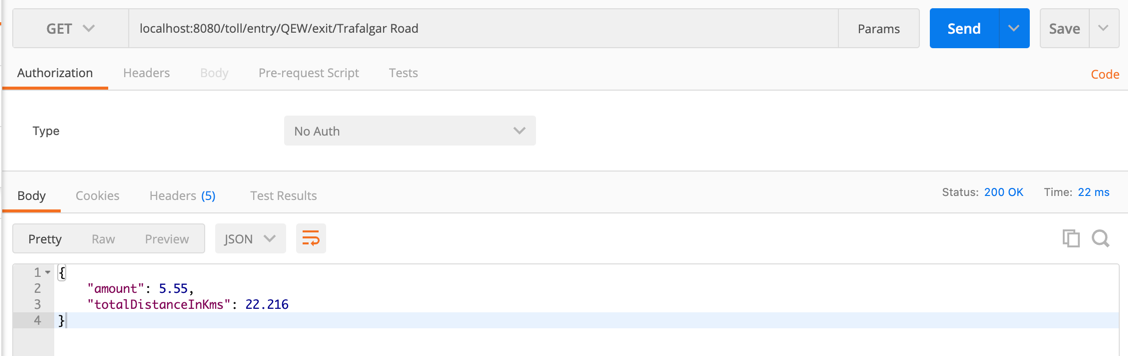 GET localhost:8080/toll/entry/QEW/exit/Trafalgar Road Params Send Save
Authorization Headers Body Pre-request Script Tests Code
Type No Auth
Body Cookies Headers (5) Test Results Status: 200 OK Time: 22 ms
Pretty Raw Preview JSON
1 {
2 "amount": 5.55,
3 "totalDistanceInKms": 22.216
4 }